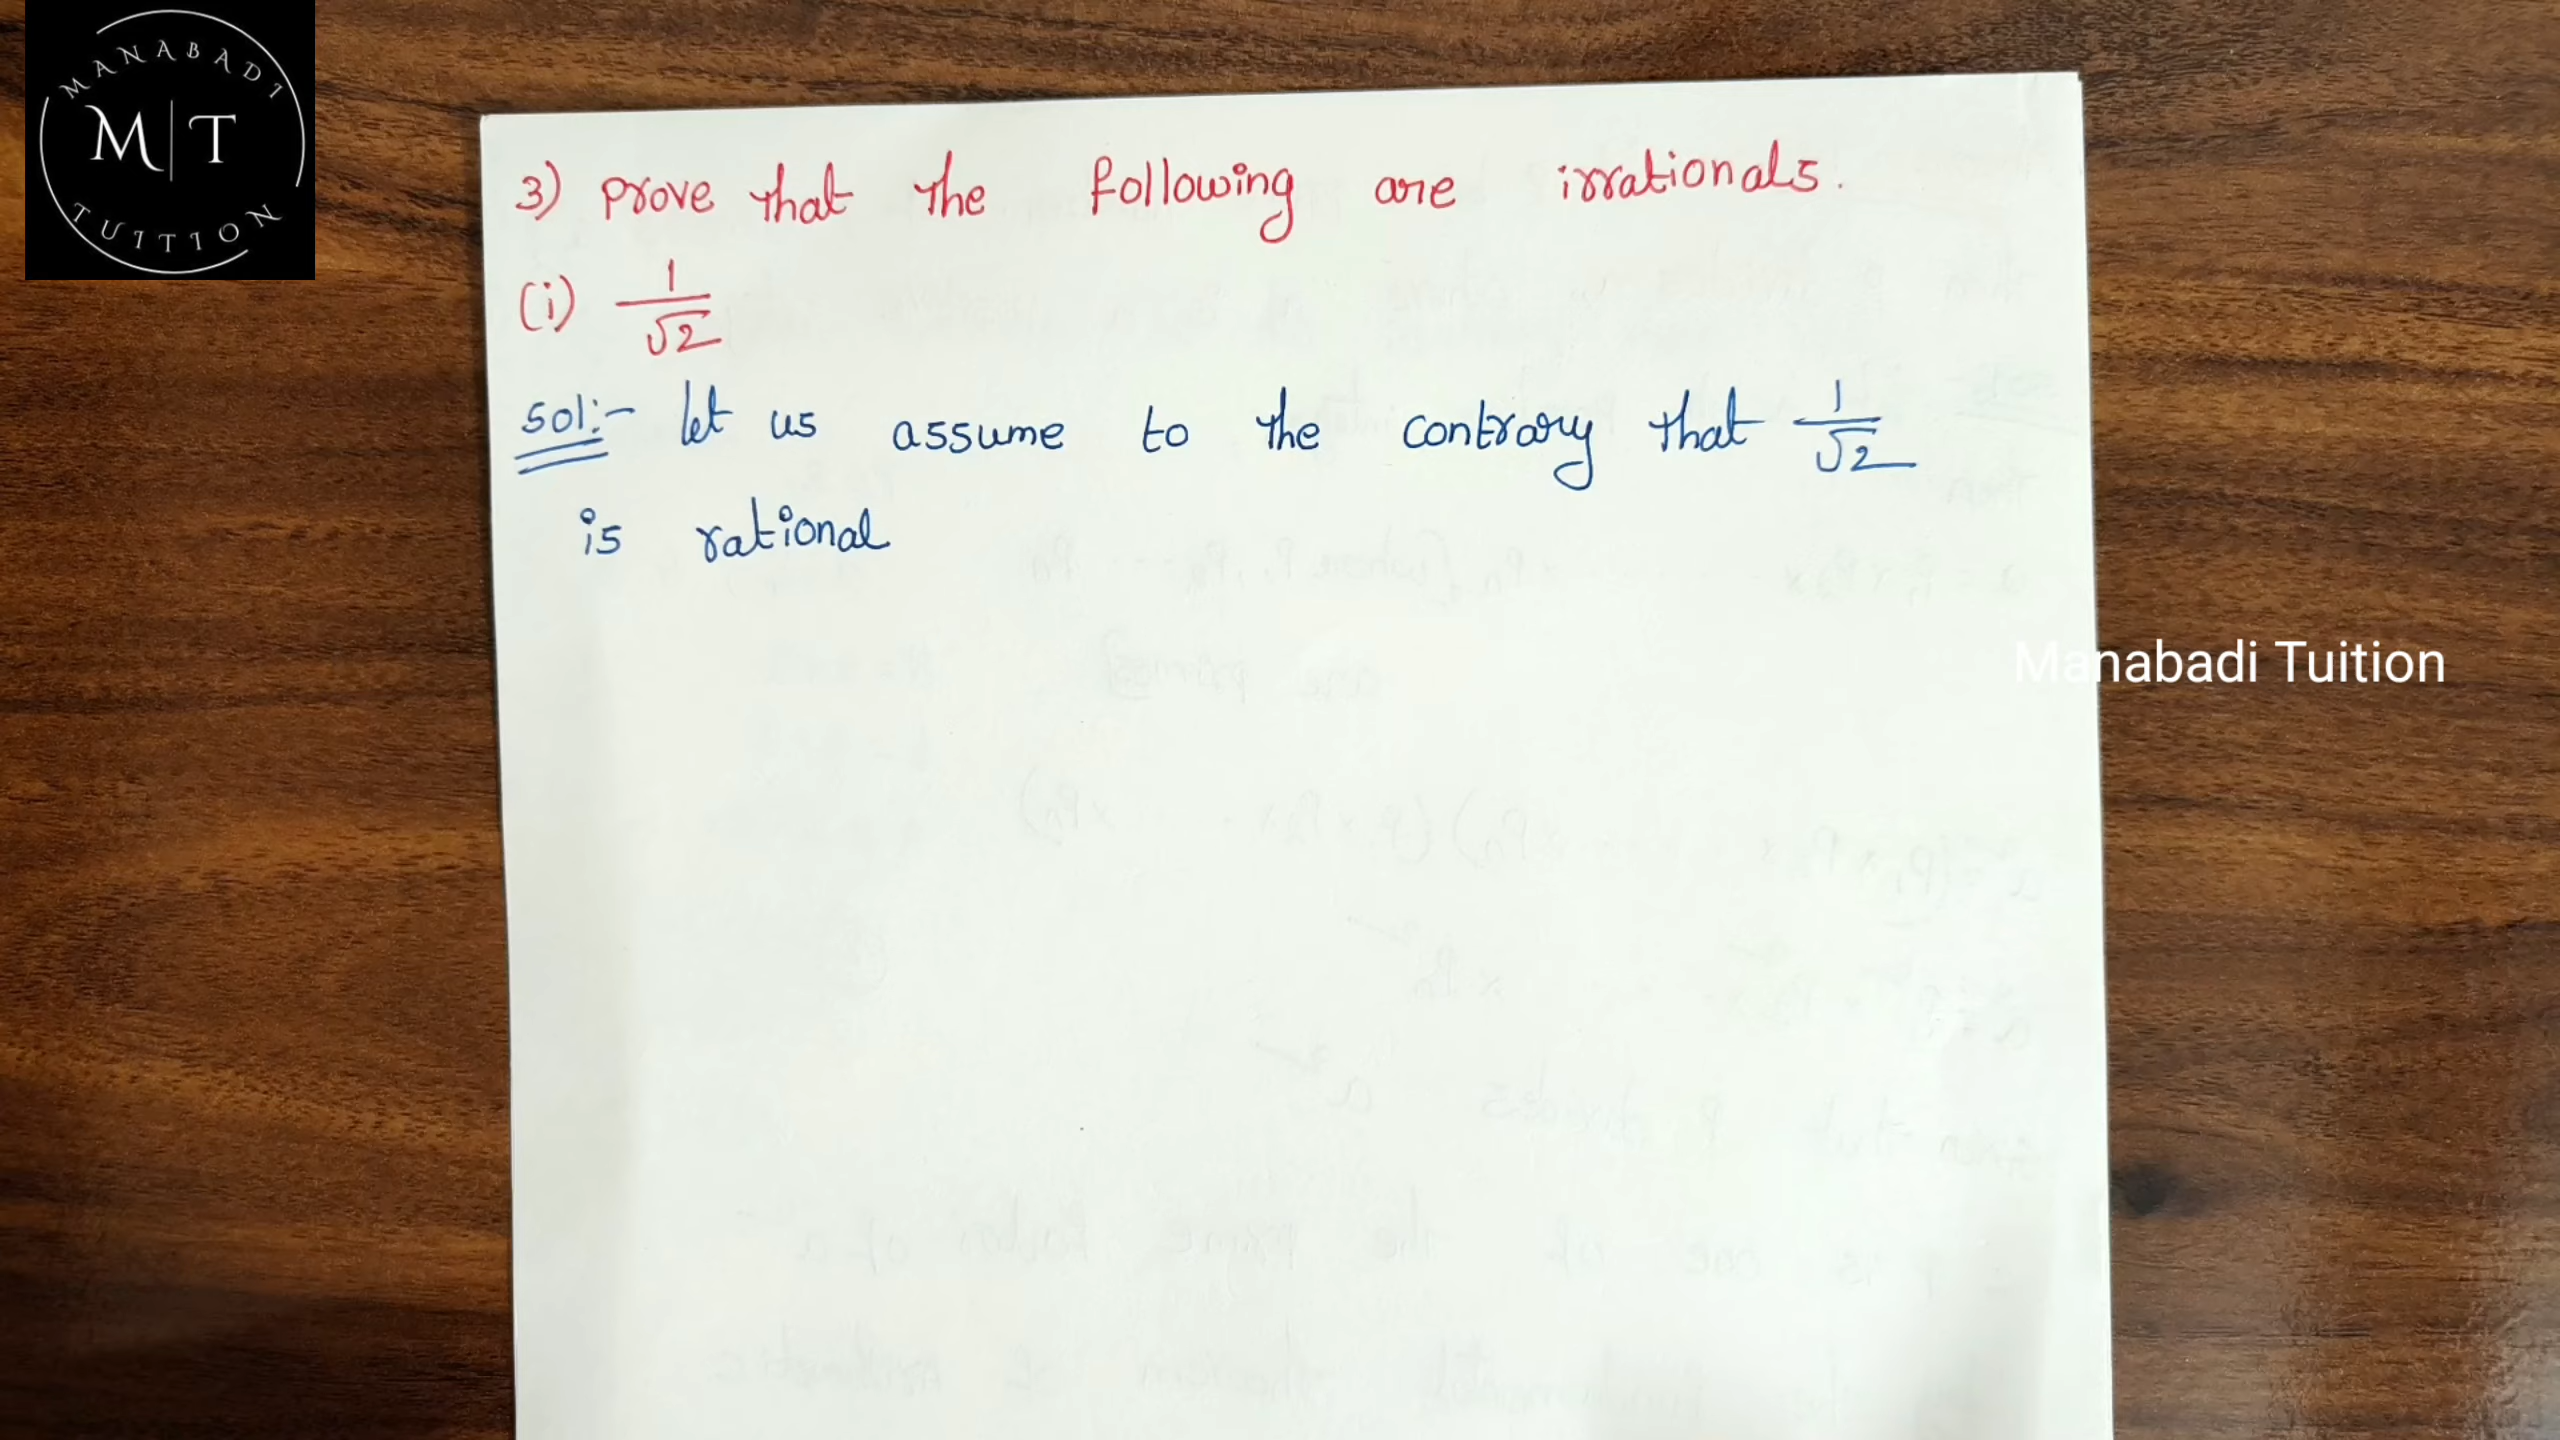 MANABADI
M|T
TUITION
3) prove that the following are irrationals.
(i) 1/√2
Sol:- let us assume to the contrary that 1/√2
is rational
Manabadi Tuition